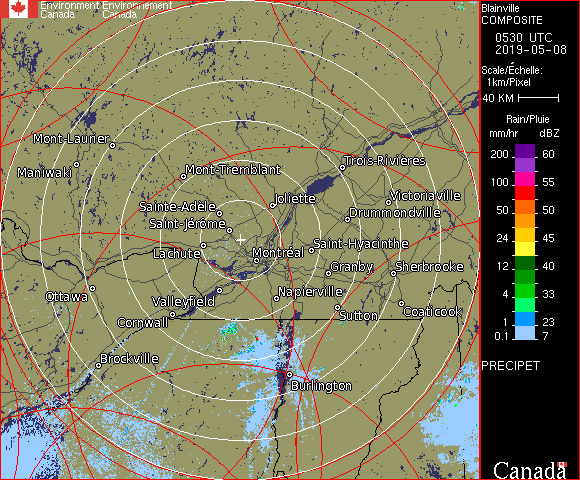 Environment Environnement
Canada Canada
Blainville
COMPOSITE
0530 UTC
2019-05-08
Scale/Échelle:
1km/Pixel
40 KM
Rain/Pluie
mm/hr dBZ
200 60
150 55
100 55
50 50
24 45
12 40
4 33
1 23
0.1 7
PRECIPET
Canada
Mont-Laurier
Maniwaki
Mont-Tremblant
Trois-Rivières
Joliette
Victoriaville
Sainte-Adèle
Drummondville
Saint-Jérôme
Saint-Hyacinthe
Lachute
Montréal
Granby
Sherbrooke
Ottawa
Valleyfield
Napierville
Cornwall
Sutton
Coaticook
Brockville
Burlington